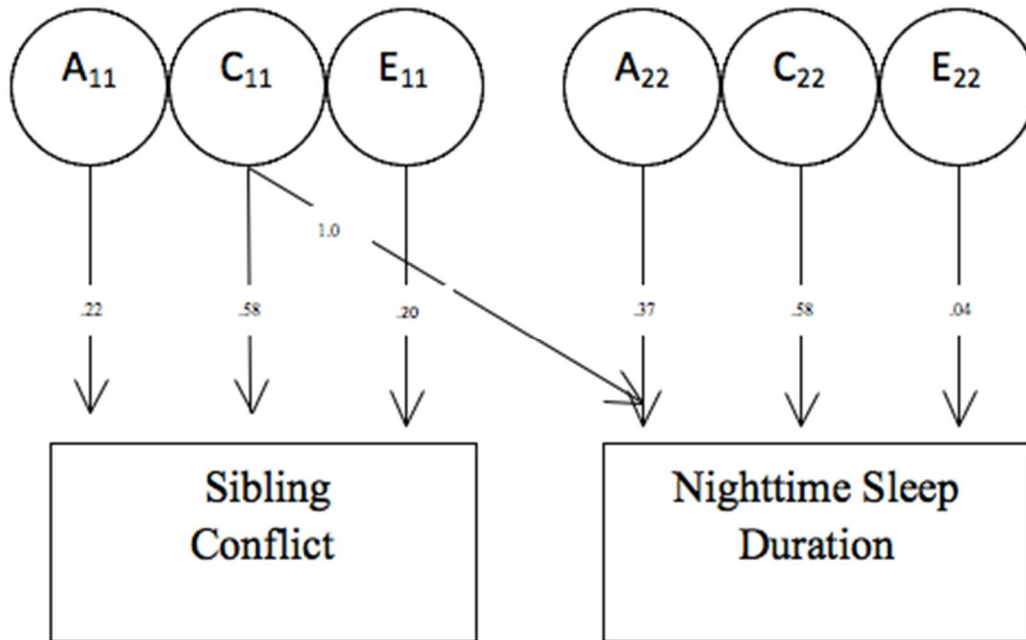 A₁₁ C₁₁ E₁₁ A₂₂ C₂₂ E₂₂
1.0
.22 .58 .20 .37 .58 .04
Sibling Nighttime Sleep
Conflict Duration